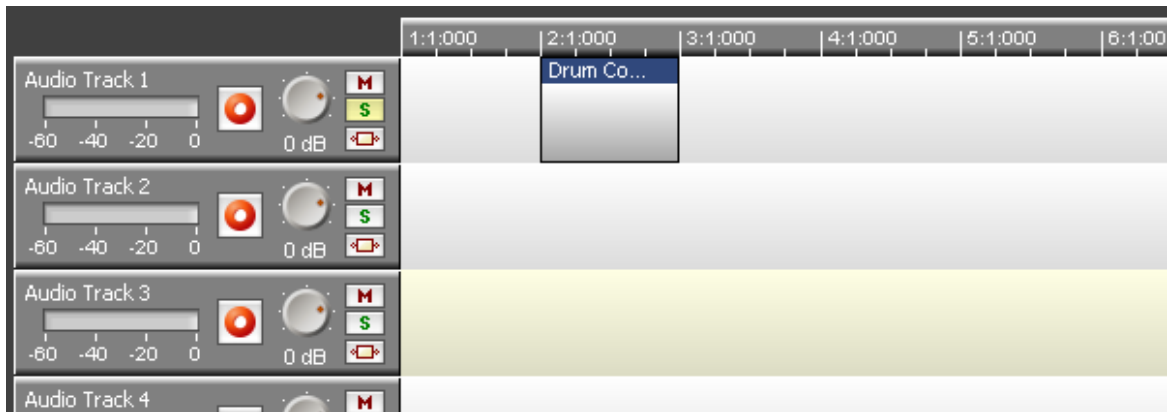 1:1:000 |2:1:000 |3:1:000 |4:1:000 |5:1:000 |6:1:00
Audio Track 1
M
S
-60 -40 -20 0
0 dB
Drum Co...
Audio Track 2
M
S
-60 -40 -20 0
0 dB
Audio Track 3
M
S
-60 -40 -20 0
0 dB
Audio Track 4
M